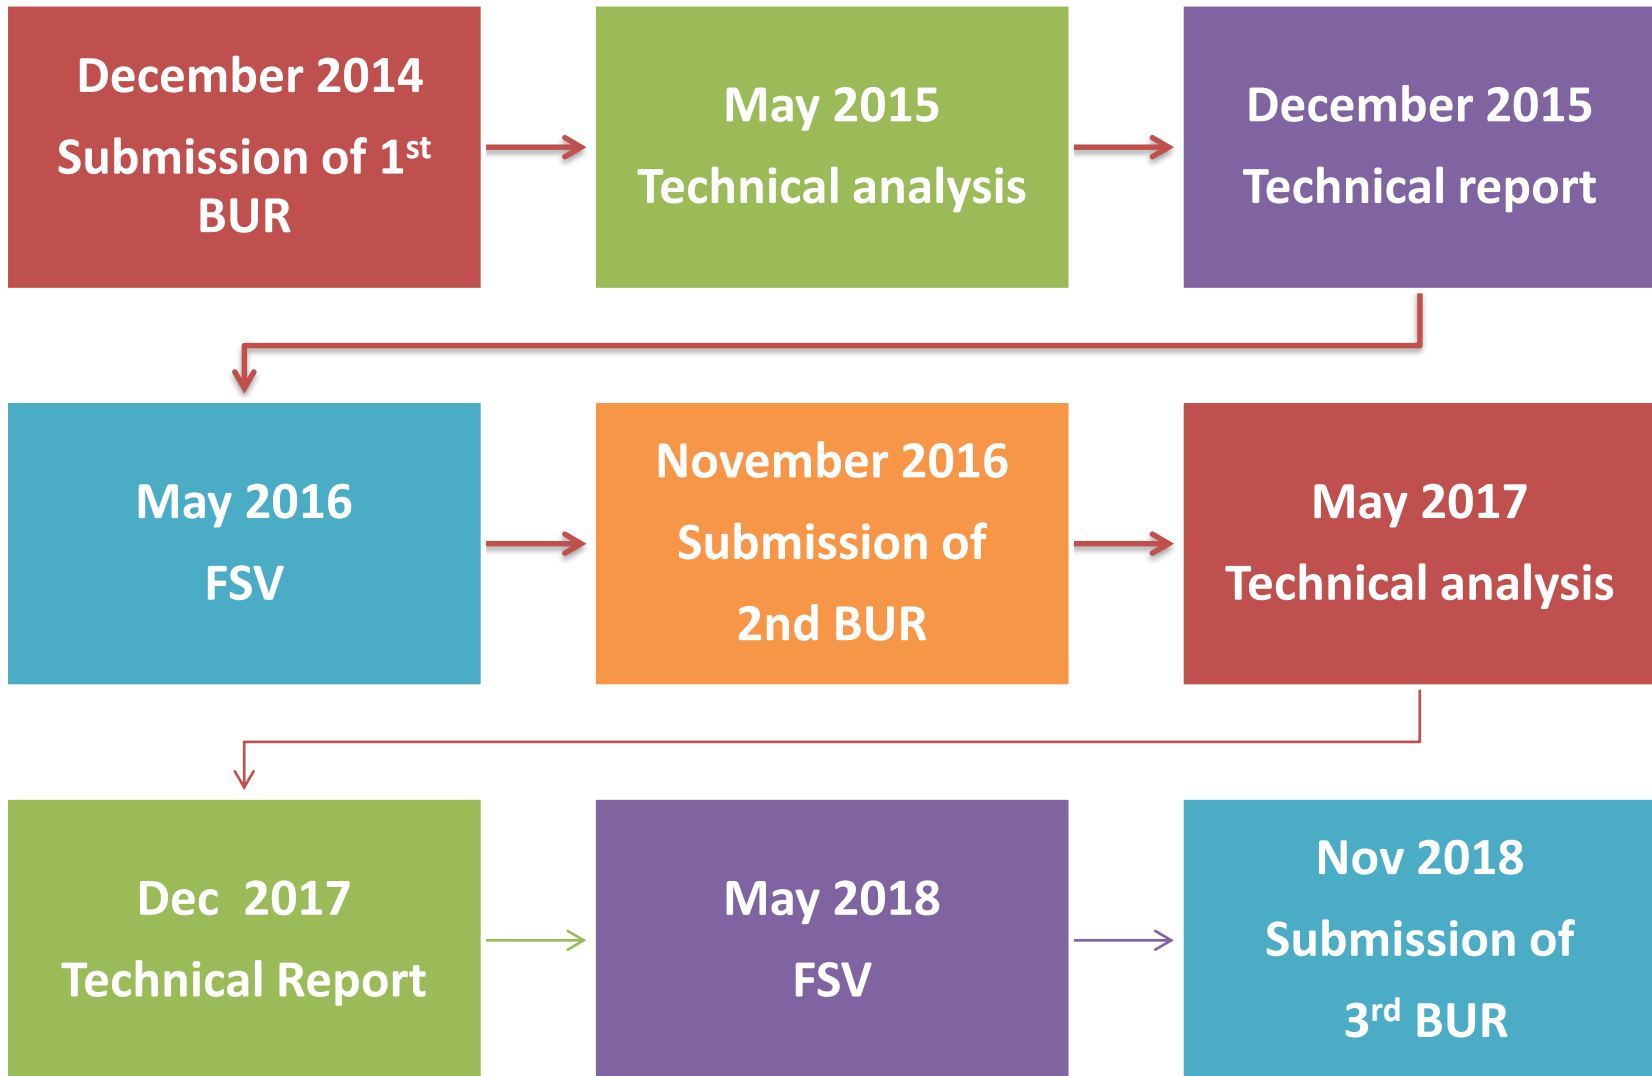 December 2014
Submission of 1st
BUR
May 2015
Technical analysis
December 2015
Technical report
May 2016
FSV
November 2016
Submission of
2nd BUR
May 2017
Technical analysis
Dec  2017
Technical Report
May 2018
FSV
Nov 2018
Submission of
3rd BUR